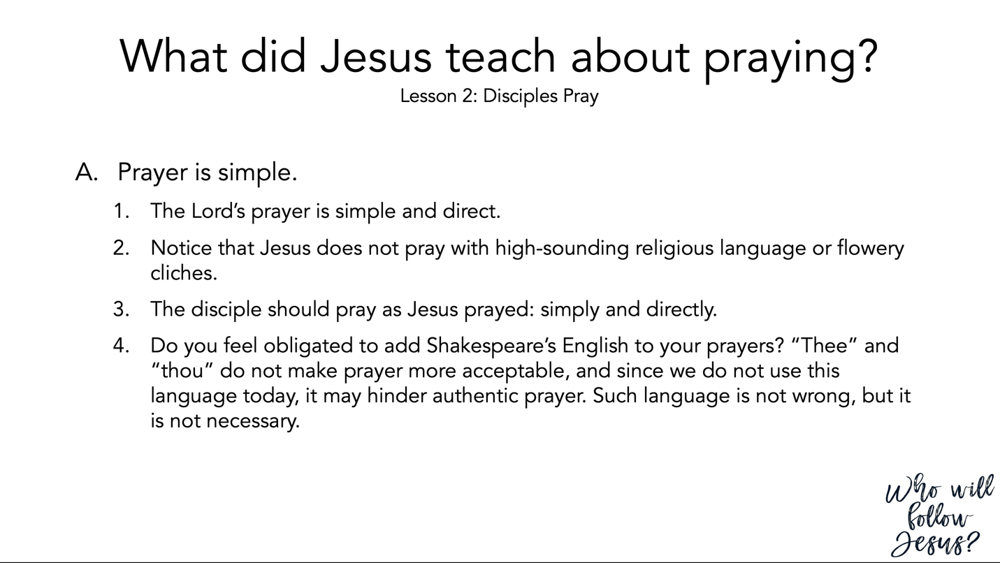 What did Jesus teach about praying?
Lesson 2: Disciples Pray
A. Prayer is simple.
1. The Lord’s prayer is simple and direct.
2. Notice that Jesus does not pray with high-sounding religious language or flowery
cliches.
3. The disciple should pray as Jesus prayed: simply and directly.
4. Do you feel obligated to add Shakespeare’s English to your prayers? “Thee” and
“thou” do not make prayer more acceptable, and since we do not use this
language today, it may hinder authentic prayer. Such language is not wrong, but it
is not necessary.
Who will
follow
Jesus?